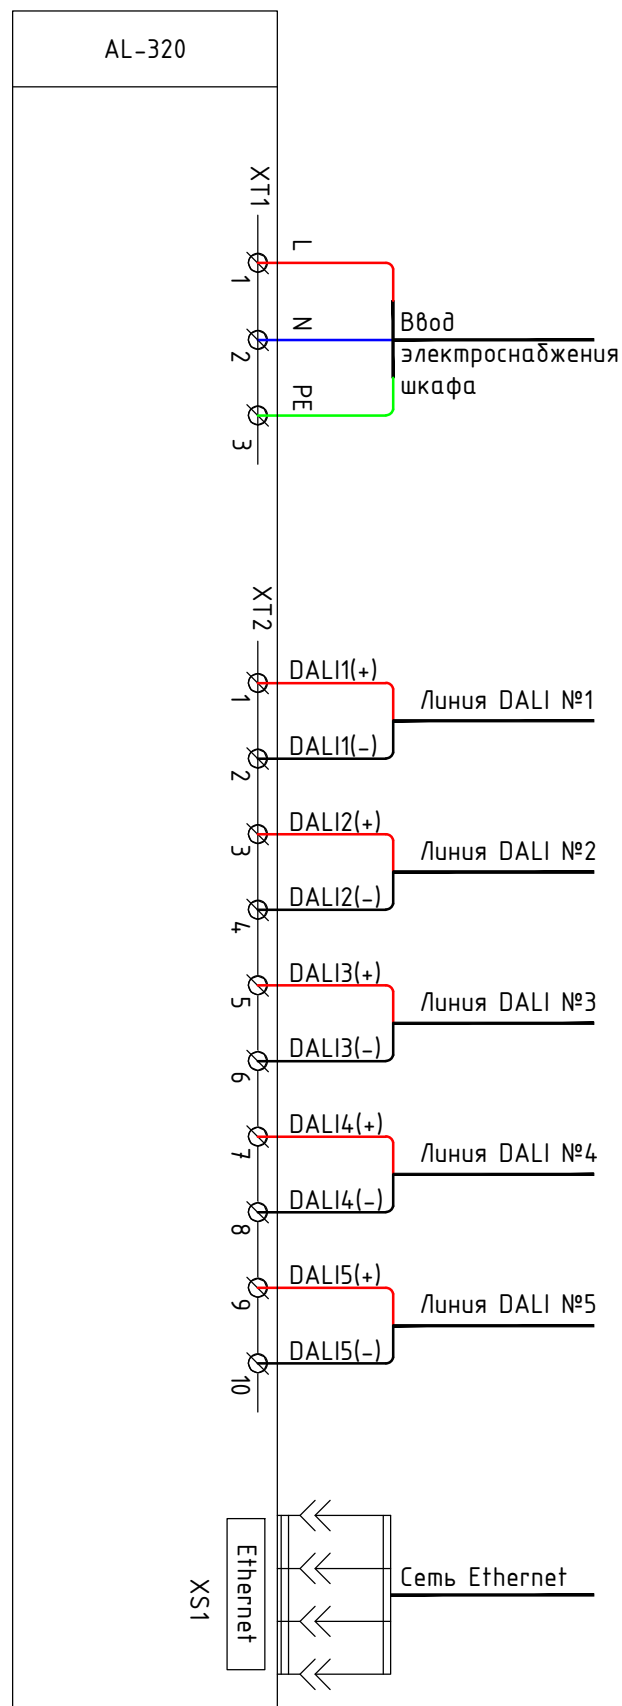 AL-320
XT1
L
1
N
2
PE
3
Ввод
электроснабжения
шкафа
XT2
DALI1(+)
1
Линия DALI №1
DALI1(-)
2
DALI2(+)
3
Линия DALI №2
DALI2(-)
4
DALI3(+)
5
Линия DALI №3
DALI3(-)
6
DALI4(+)
7
Линия DALI №4
DALI4(-)
8
DALI5(+)
9
Линия DALI №5
DALI5(-)
10
Ethernet
XS1
Сеть Ethernet